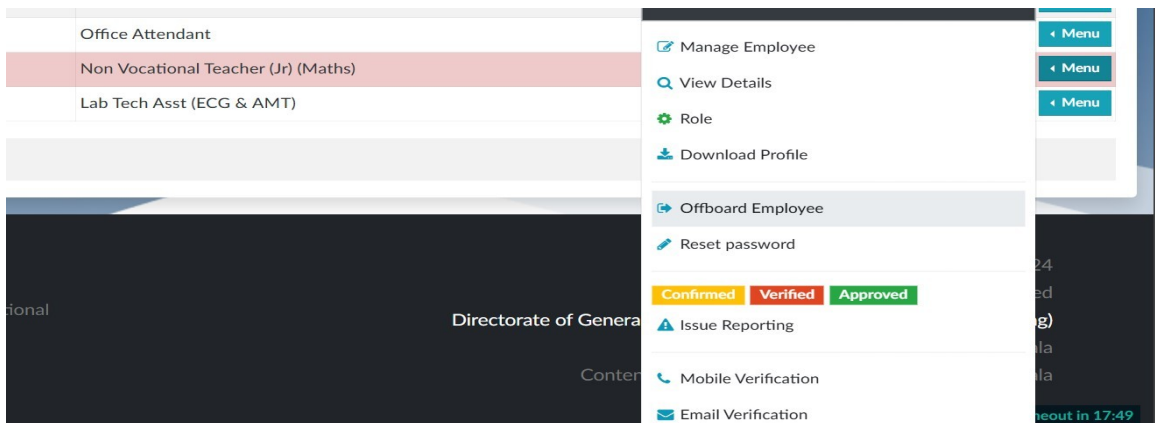 Office Attendant
Menu
Non Vocational Teacher (Jr) (Maths)
Menu
Lab Tech Asst (ECG & AMT)
Menu
Manage Employee
View Details
Role
Download Profile
Offboard Employee
Reset password
Confirmed Verified Approved
Issue Reporting
Mobile Verification
Email Verification
tional
Directorate of Genera
Conten
24
ed
g)
la
la
neout in 17:49